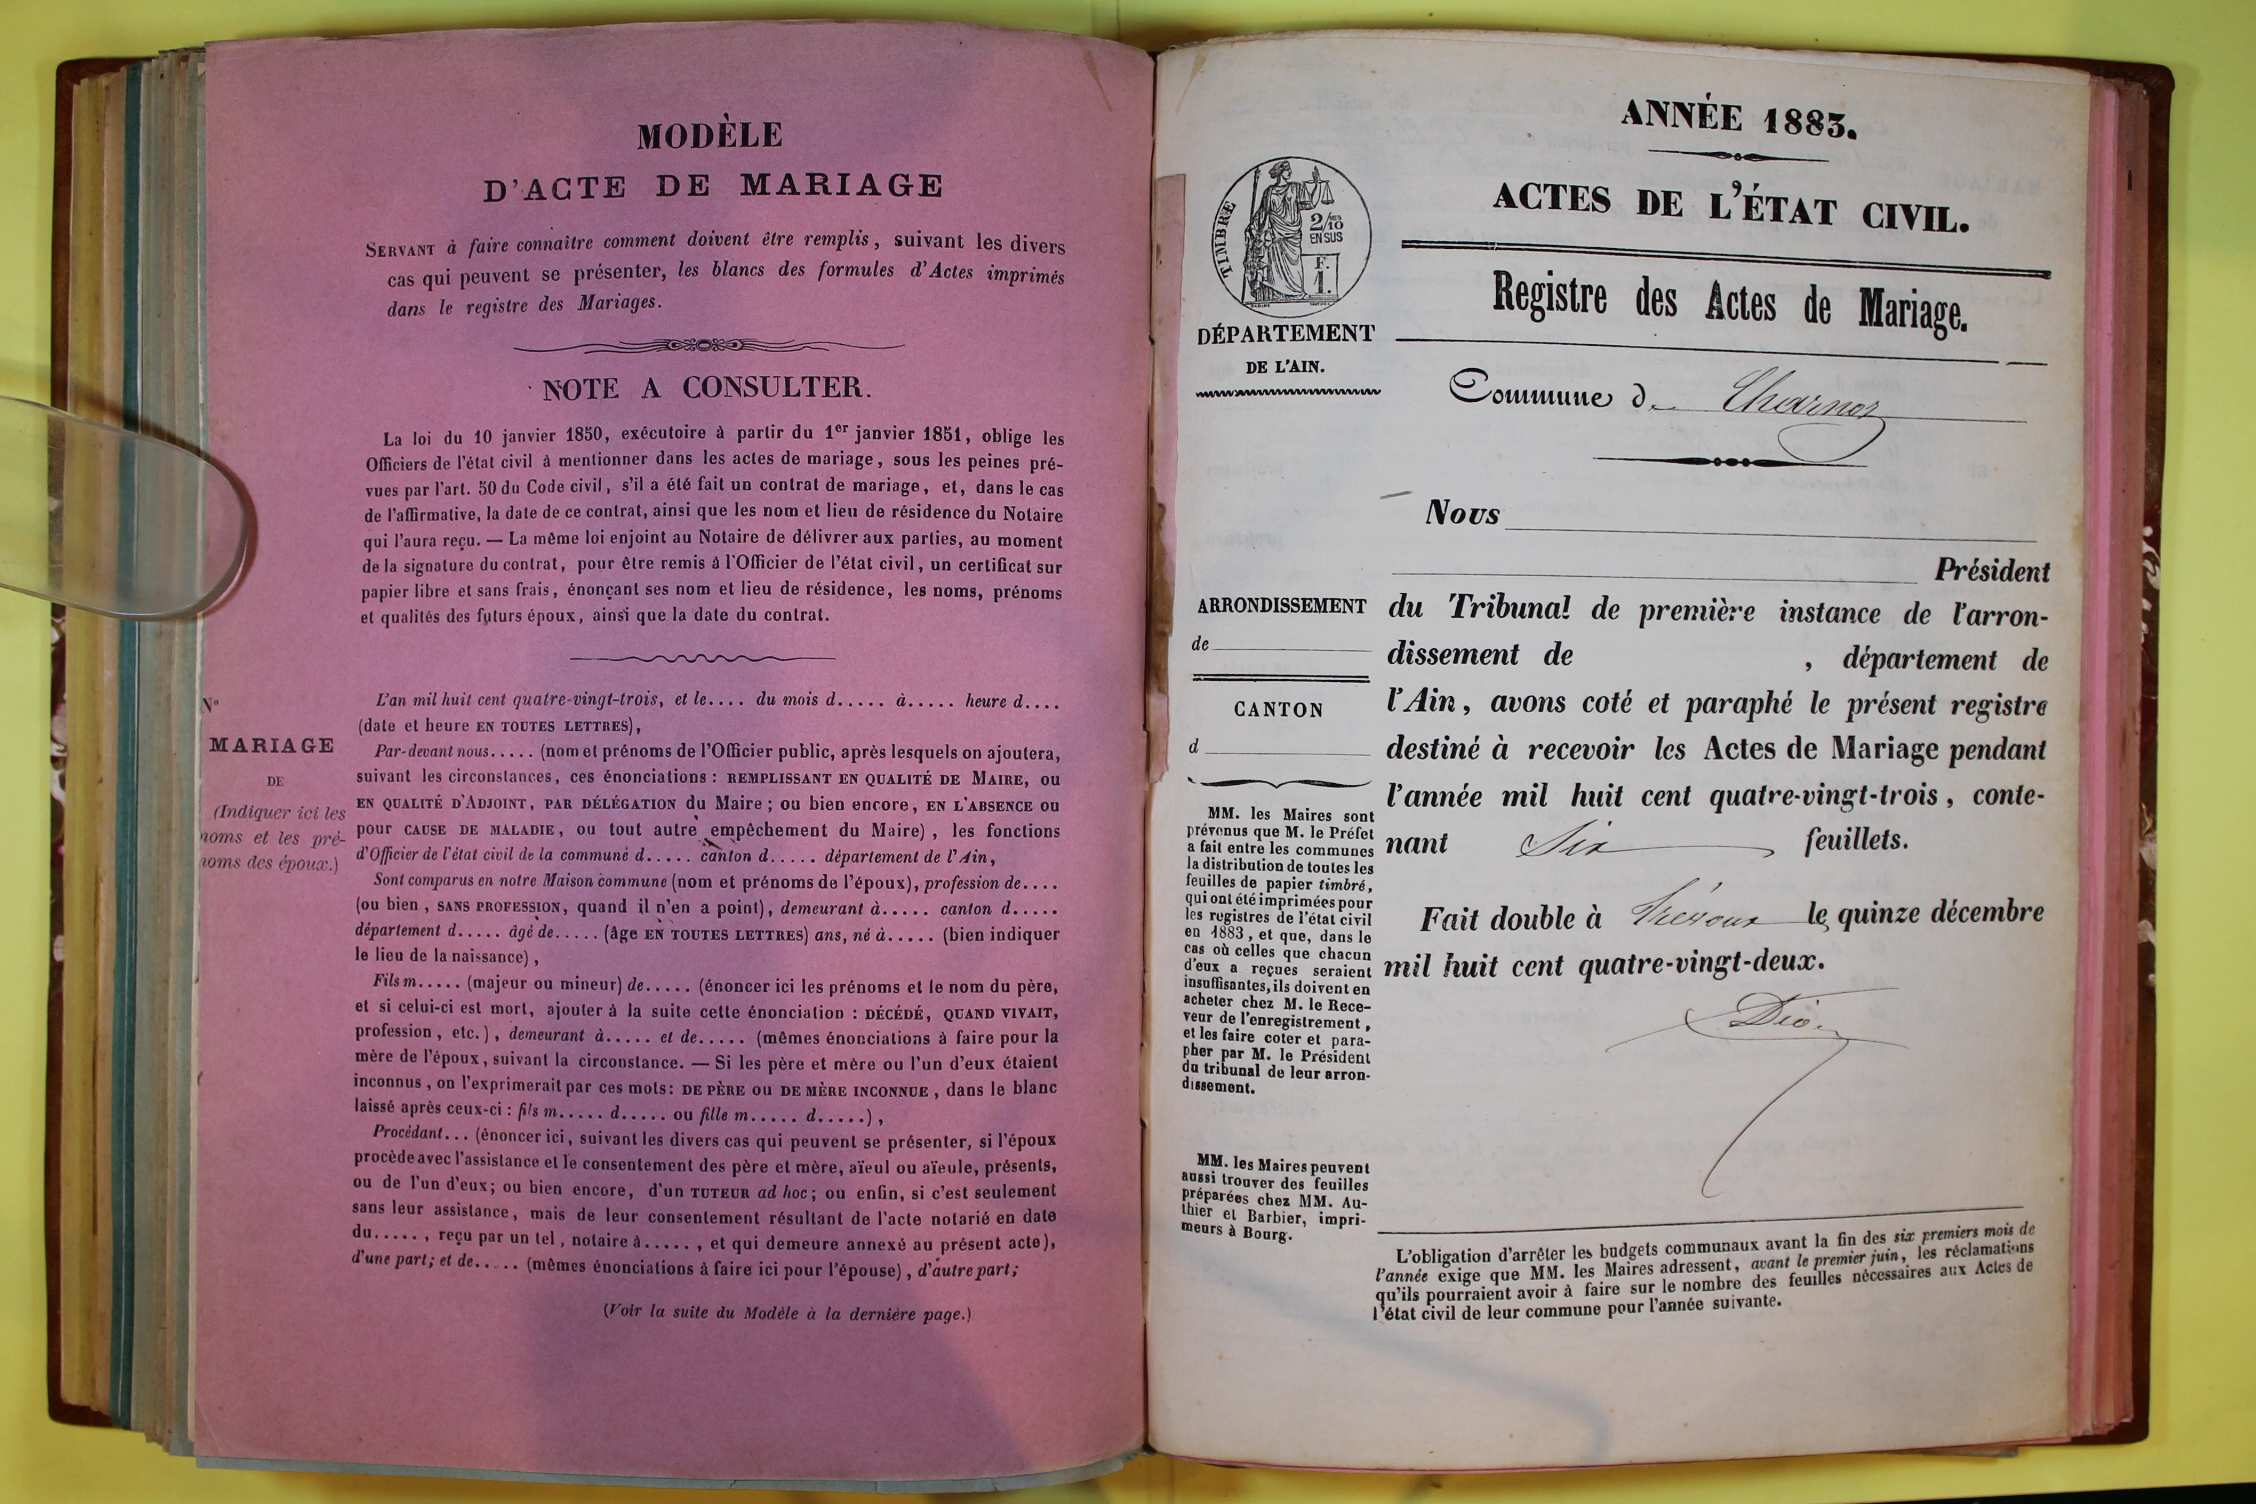 MODÈLE
D'ACTE DE MARIAGE
SERVANT à faire connaître comment doivent être remplis, suivant les divers
cas qui peuvent se présenter, les blancs des formules d'Actes imprimés
dans le registre des Mariages.
NOTE A CONSULTER.
La loi du 10 janvier 1850, exécutoire à partir du 1er janvier 1851, oblige les
Officiers de l'état civil à mentionner dans les actes de mariage, sous les peines pré-
vues par l'art. 50 du Code civil, s'il a été fait un contrat de mariage, et, dans le cas
de l'affirmative, la date de ce contrat, ainsi que les nom et lieu de résidence du Notaire
qui l'aura reçu. — La même loi enjoint au Notaire de délivrer aux parties, au moment
de la signature du contrat, pour être remis à l'Officier de l'état civil, un certificat sur
papier libre et sans frais, énonçant ses nom et lieu de résidence, les noms, prénoms
et qualités des futurs époux, ainsi que la date du contrat.
N°
MARIAGE
DE
(Indiquer ici les
noms et les pré-
noms des époux.)
L'an mil huit cent quatre-vingt-trois, et le.... du mois d..... à..... heure d....
(date et heure EN TOUTES LETTRES),
Par-devant nous..... (nom et prénoms de l'Officier public, après lesquels on ajoutera,
suivant les circonstances, ces énonciations : REMPLISSANT EN QUALITÉ DE MAIRE, ou
EN QUALITÉ D'ADJOINT, PAR DÉLÉGATION du Maire ; ou bien encore, EN L'ABSENCE ou
pour CAUSE DE MALADIE, ou tout autre empêchement du Maire), les fonctions
d'Officier de l'état civil de la commune d..... canton d..... département de l'Ain,
Sont comparus en notre Maison commune (nom et prénoms de l'époux), profession de....
(ou bien, SANS PROFESSION, quand il n'en a point), demeurant à..... canton d.....
département d..... âgé de..... (âge EN TOUTES LETTRES) ans, né à..... (bien indiquer
le lieu de la naissance),
Fils m..... (majeur ou mineur) de..... (énoncer ici les prénoms et le nom du père,
et si celui-ci est mort, ajouter à la suite cette énonciation : DÉCÉDÉ, QUAND VIVAIT,
profession, etc.), demeurant à..... et de..... (mêmes énonciations à faire pour la
mère de l'époux, suivant la circonstance. — Si les père et mère ou l'un d'eux étaient
inconnus, on l'exprimerait par ces mots : DE PÈRE OU DE MÈRE INCONNUE, dans le blanc
laissé après ceux-ci : fils m..... d..... ou fille m..... d.....),
Procédant... (énoncer ici, suivant les divers cas qui peuvent se présenter, si l'époux
procède avec l'assistance et le consentement des père et mère, aïeul ou aïeule, présents,
ou de l'un d'eux; ou bien encore, d'un TUTEUR ad hoc; ou enfin, si c'est seulement
sans leur assistance, mais de leur consentement résultant de l'acte notarié en date
du....., reçu par un tel, notaire à....., et qui demeure annexé au présent acte),
d'une part; et de..... (mêmes énonciations à faire ici pour l'épouse), d'autre part;
(Voir la suite du Modèle à la dernière page.)
ANNÉE 1883.
ACTES DE L'ÉTAT CIVIL.
Registre des Actes de Mariage.
TIMBRE
2/10 MES
EN SUS
F.
1.
DÉPARTEMENT
DE L'AIN.
Commune de Charnoz
Nous
Président
du Tribunal de première instance de l'arron-
dissement de , département de
l'Ain, avons coté et paraphé le présent registre
destiné à recevoir les Actes de Mariage pendant
l'année mil huit cent quatre-vingt-trois, conte-
nant Six feuillets.
Fait double à Trévoux le quinze décembre
mil huit cent quatre-vingt-deux.
ARRONDISSEMENT
de
CANTON
d
MM. les Maires sont
prévenus que M. le Préfet
a fait entre les communes
la distribution de toutes les
feuilles de papier timbré,
qui ont été imprimées pour
les registres de l'état civil
en 1883, et que, dans le
cas où celles que chacun
d'eux a reçues seraient
insuffisantes, ils doivent en
acheter chez M. le Rece-
veur de l'enregistrement,
et les faire coter et para-
pher par M. le Président
du tribunal de leur arron-
dissement.
MM. les Maires peuvent
aussi trouver des feuilles
préparées chez MM. Au-
thier et Barbier, impri-
meurs à Bourg.
L'obligation d'arrêter les budgets communaux avant la fin des six premiers mois de
l'année exige que MM. les Maires adressent, avant le premier juin, les réclamations
qu'ils pourraient avoir à faire sur le nombre des feuilles nécessaires aux Actes de
l'état civil de leur commune pour l'année suivante.